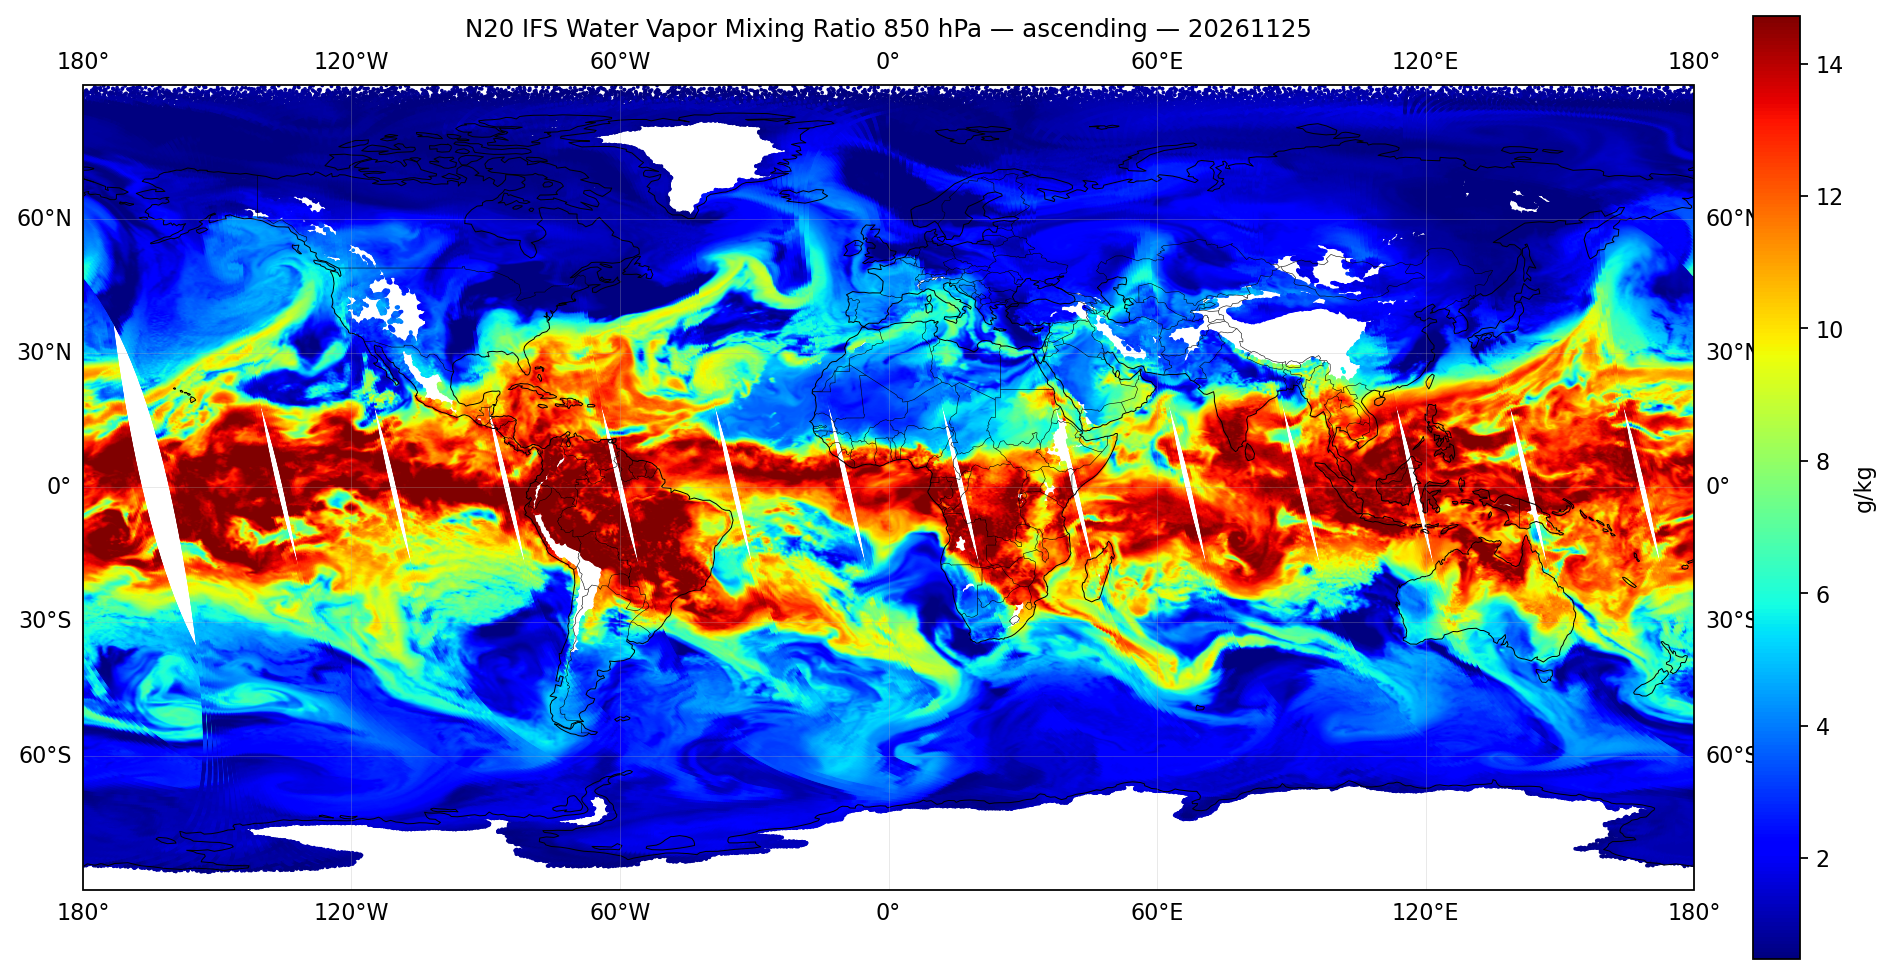 N20 IFS Water Vapor Mixing Ratio 850 hPa — ascending — 20261125
180° 120°W 60°W 0° 60°E 120°E 180°
60°N 60°N
30°N 30°N
0° 0°
30°S 30°S
60°S 60°S
180° 120°W 60°W 0° 60°E 120°E 180°
14
12
10
8
6
4
2
g/kg